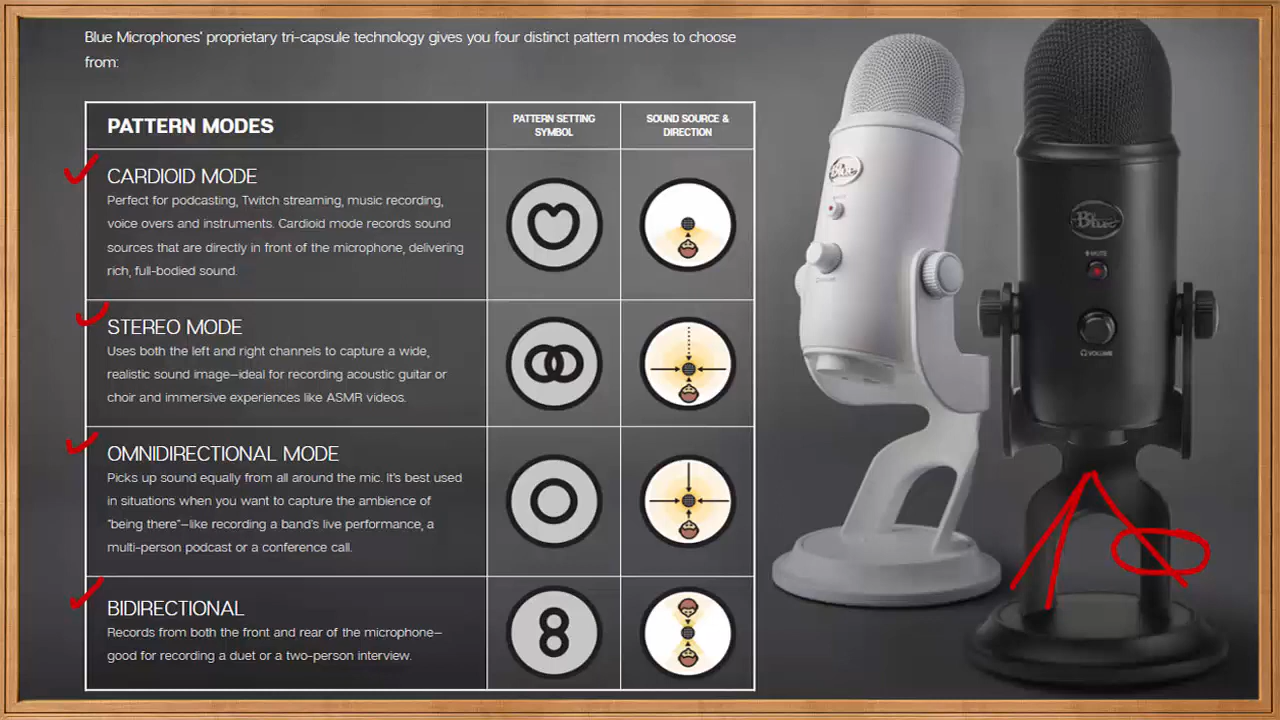 Blue Microphones' proprietary tri-capsule technology gives you four distinct pattern modes to choose
from:
PATTERN MODES
PATTERN SETTING
SYMBOL
SOUND SOURCE &
DIRECTION
CARDIOID MODE
Perfect for podcasting, Twitch streaming, music recording,
voice overs and instruments. Cardioid mode records sound
sources that are directly in front of the microphone, delivering
rich, full-bodied sound.
STEREO MODE
Uses both the left and right channels to capture a wide,
realistic sound image—ideal for recording acoustic guitar or
choir and immersive experiences like ASMR videos.
OMNIDIRECTIONAL MODE
Picks up sound equally from all around the mic. It's best used
in situations when you want to capture the ambience of
"being there"—like recording a band's live performance, a
multi-person podcast or a conference call.
BIDIRECTIONAL
Records from both the front and rear of the microphone—
good for recording a duet or a two-person interview.
Blue
Blue
MUTE
VOLUME